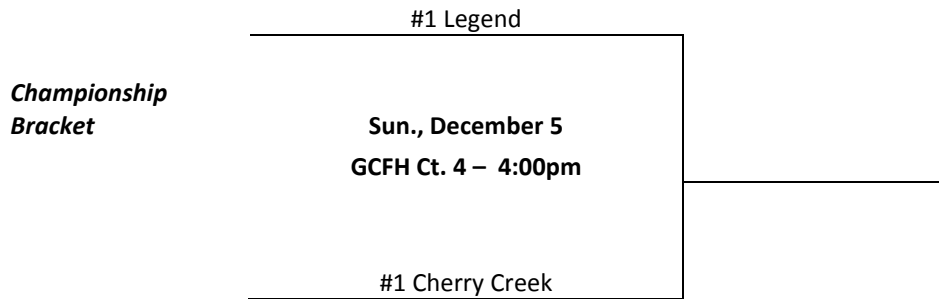 #1 Legend
Championship
Bracket
Sun., December 5
GCFH Ct. 4 – 4:00pm
#1 Cherry Creek